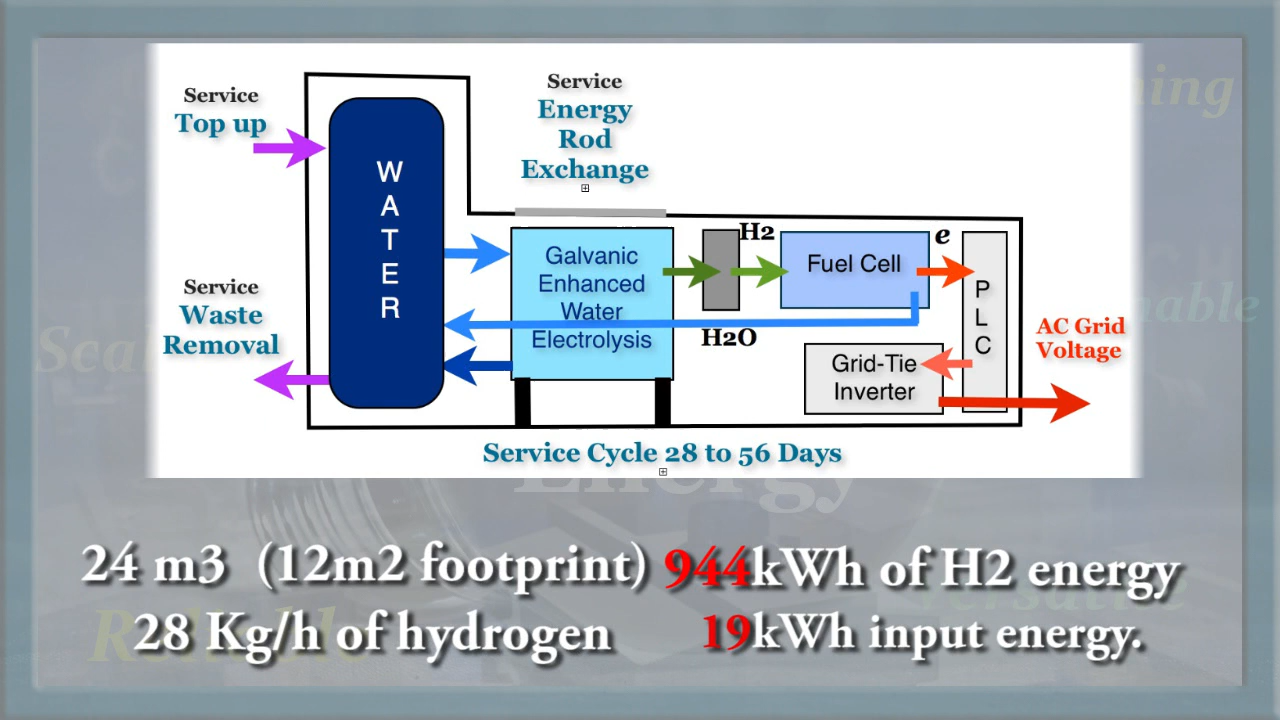 Service
Top up
Service
Energy
Rod
Exchange
W
A
T
E
R
Service
Waste
Removal
Galvanic
Enhanced
Water
Electrolysis
H2
Fuel Cell
e
H2O
P
L
C
Grid-Tie
Inverter
AC Grid
Voltage
Service Cycle 28 to 56 Days
Energy
24 m3 (12m2 footprint)
944kWh of H2 energy
28 Kg/h of hydrogen
19kWh input energy.